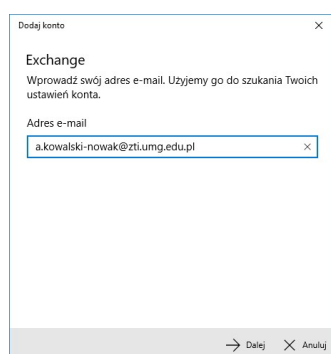 Dodaj konto
Exchange
Wprowadź swój adres e-mail. Użyjemy go do szukania Twoich
ustawień konta.
Adres e-mail
a.kowalski-nowak@zti.umg.edu.pl
Dalej Anuluj